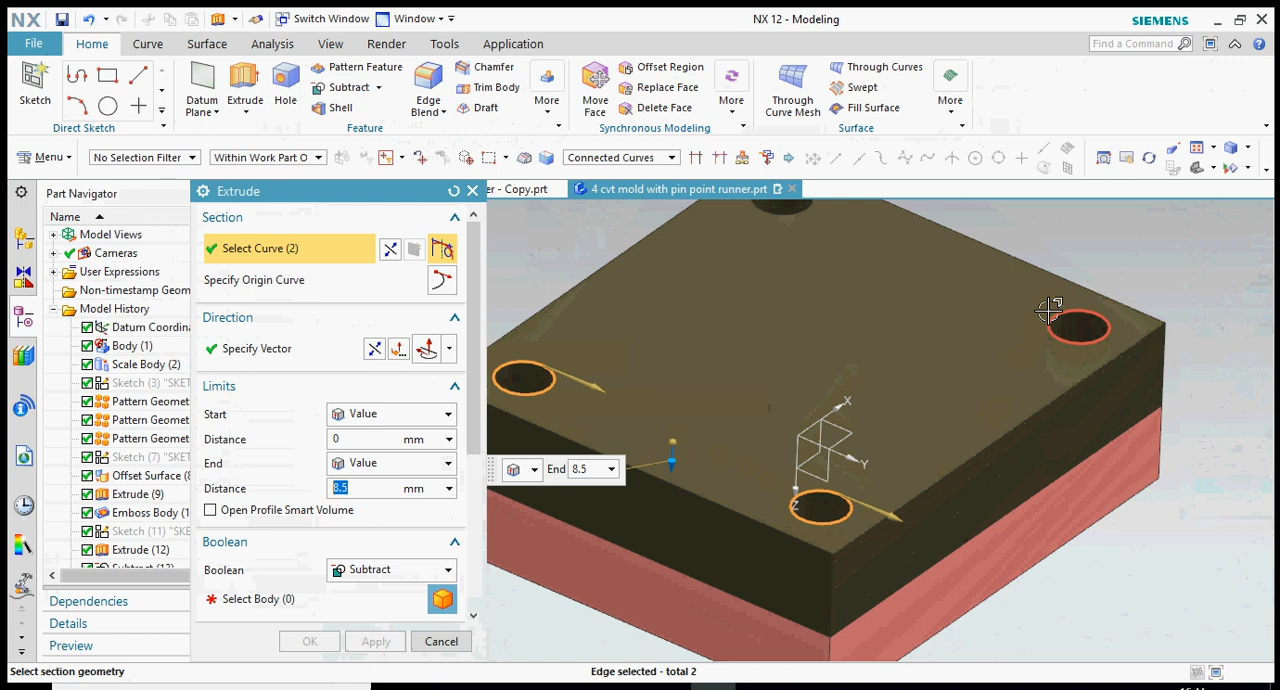 NX
Switch Window
Window
NX 12 - Modeling
SIEMENS
File
Home
Curve
Surface
Analysis
View
Render
Tools
Application
Find a Command
Sketch
Direct Sketch
Datum
Plane
Extrude
Hole
Pattern Feature
Subtract
Shell
Edge
Blend
Chamfer
Trim Body
Draft
More
Feature
Move
Face
Offset Region
Replace Face
Delete Face
More
Synchronous Modeling
Through
Curve Mesh
Through Curves
Swept
Fill Surface
More
Surface
Menu
No Selection Filter
Within Work Part O
Connected Curves
Part Navigator
er - Copy.prt
4 cvt mold with pin point runner.prt
Name
Model Views
Cameras
User Expressions
Non-timestamp Geom
Model History
Datum Coordina
Body (1)
Scale Body (2)
Sketch (3) "SKET
Pattern Geomet
Pattern Geomet
Pattern Geomet
Sketch (7) "SKET
Offset Surface (8
Extrude (9)
Emboss Body (1
Sketch (11) "SKE
Extrude (12)
Dependencies
Details
Preview
Extrude
Section
Select Curve (2)
Specify Origin Curve
Direction
Specify Vector
Limits
Start
Value
Distance
0 mm
End
Value
Distance
8.5 mm
Open Profile Smart Volume
Boolean
Boolean
Subtract
* Select Body (0)
OK
Apply
Cancel
End 8.5
X
Y
Z
Select section geometry
Edge selected - total 2